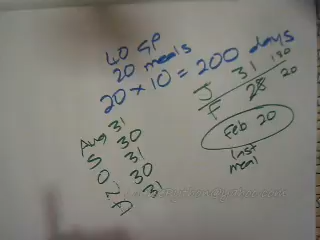 40 GP
20 meals
20 x 10 = 200 days
Aug 31
S 30
O 31
N 30
D 31
180
J 31 20
F 28
Feb 20
last
meal